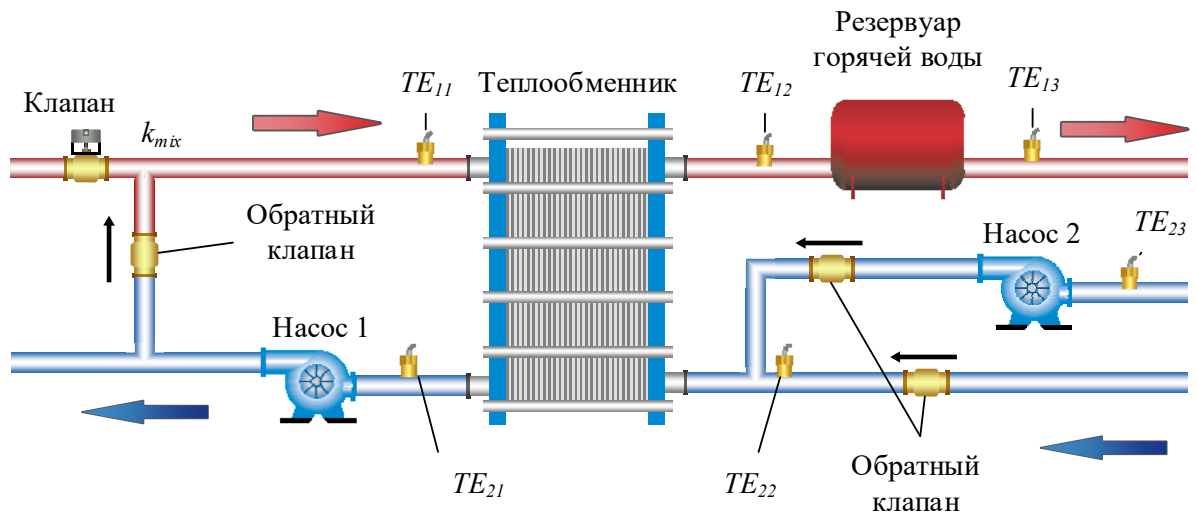 Резервуар
горячей воды
TE11
Теплообменник
TE12
TE13
Клапан
kmix
Обратный
клапан
Насос 2
TE23
Насос 1
TE21
TE22
Обратный
клапан